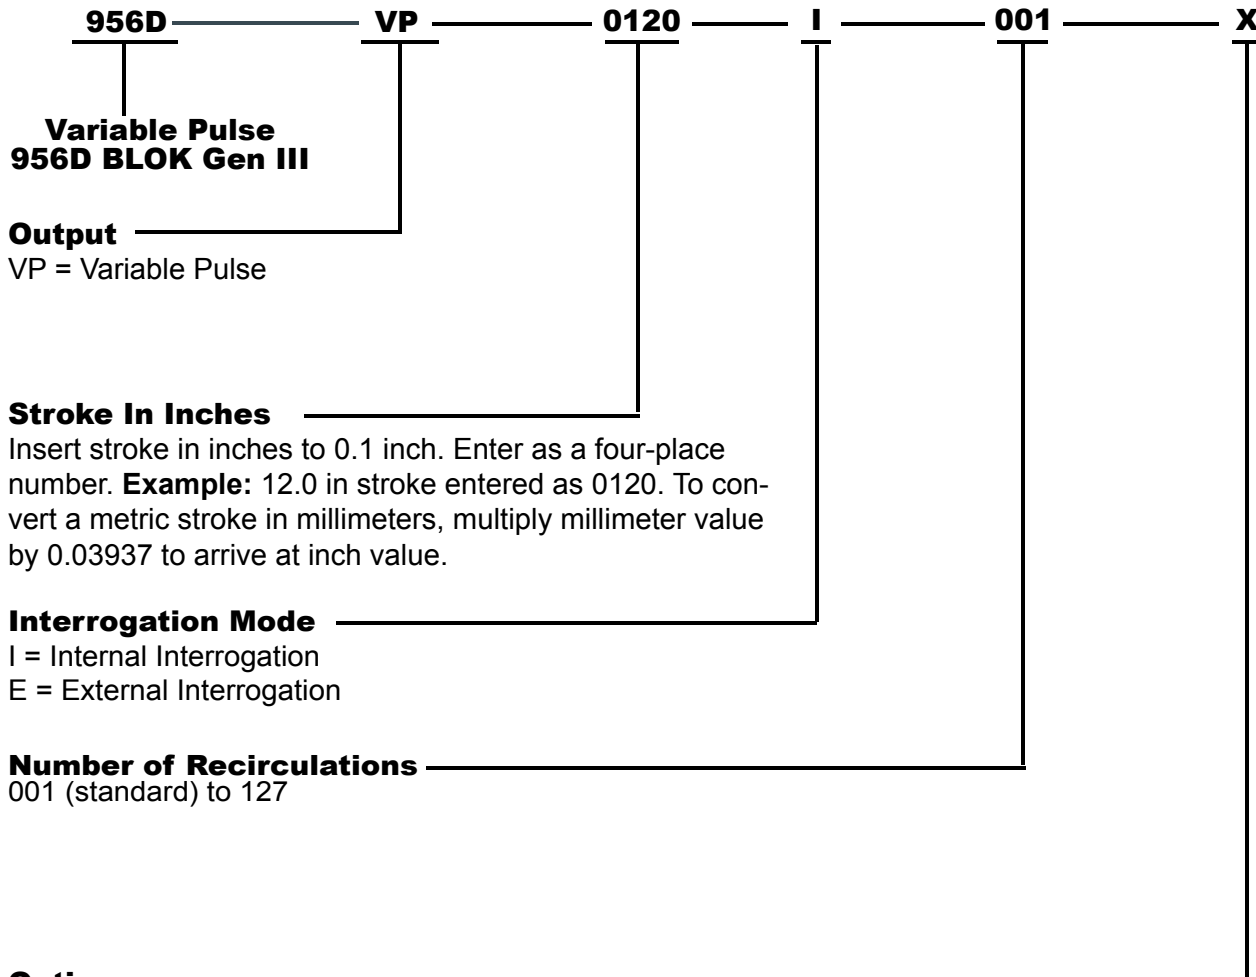 956D VP 0120 I 001 X
Variable Pulse
956D BLOK Gen III
Output
VP = Variable Pulse
Stroke In Inches
Insert stroke in inches to 0.1 inch. Enter as a four-place
number. Example: 12.0 in stroke entered as 0120. To con-
vert a metric stroke in millimeters, multiply millimeter value
by 0.03937 to arrive at inch value.
Interrogation Mode
I = Internal Interrogation
E = External Interrogation
Number of Recirculations
001 (standard) to 127